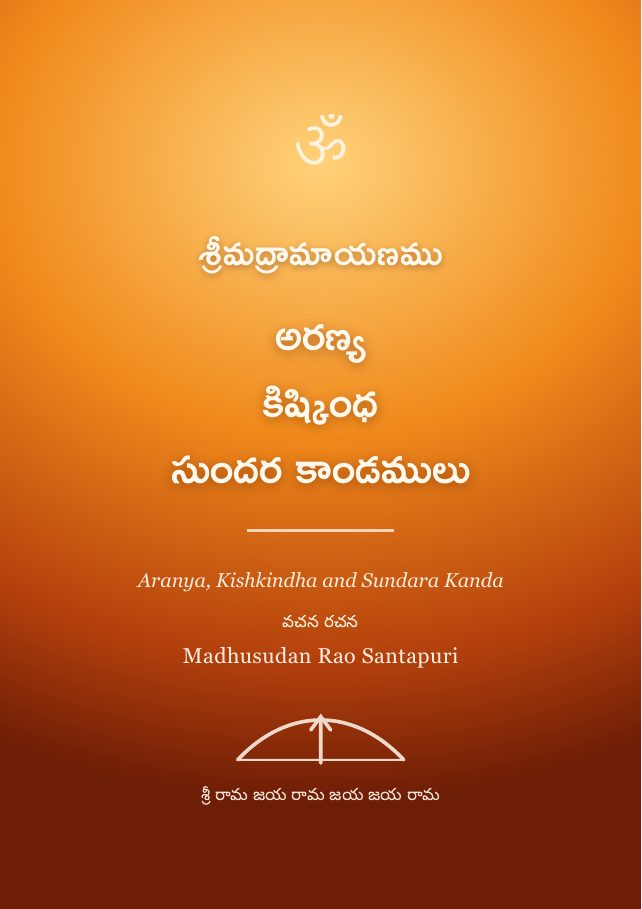 ॐ
శ్రీమద్రామాయణము
అరణ్య
కిష్కింధ
సుందర కాండములు
Aranya, Kishkindha and Sundara Kanda
వచన రచన
Madhusudan Rao Santapuri
శ్రీ రామ జయ రామ జయ జయ రామ